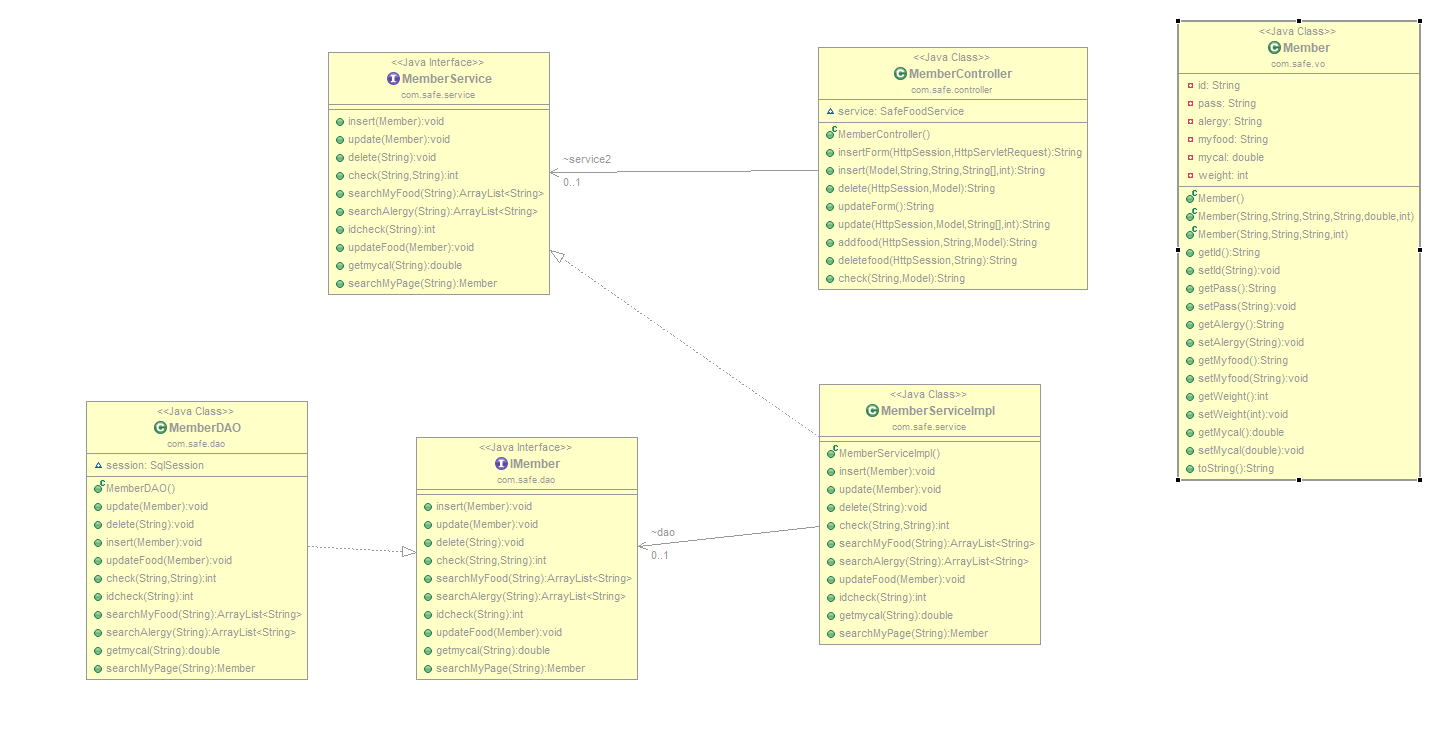 <<Java Interface>>
MemberService
com.safe.service
insert(Member):void
update(Member):void
delete(String):void
check(String,String):int
searchMyFood(String):ArrayList<String>
searchAlergy(String):ArrayList<String>
idcheck(String):int
updateFood(Member):void
getmycal(String):double
searchMyPage(String):Member
~service2
0..1
<<Java Class>>
MemberController
com.safe.controller
service: SafeFoodService
MemberController()
insertForm(HttpSession,HttpServletRequest):String
insert(Model,String,String,String[],int):String
delete(HttpSession,Model):String
updateForm():String
update(HttpSession,Model,String[],int):String
addfood(HttpSession,String,Model):String
deletefood(HttpSession,String):String
check(String,Model):String
<<Java Class>>
Member
com.safe.vo
id: String
pass: String
alergy: String
myfood: String
mycal: double
weight: int
Member()
Member(String,String,String,String,double,int)
Member(String,String,String,int)
getId():String
setId(String):void
getPass():String
setPass(String):void
getAlergy():String
setAlergy(String):void
getMyfood():String
setMyfood(String):void
getWeight():int
setWeight(int):void
getMycal():double
setMycal(double):void
toString():String
<<Java Class>>
MemberDAO
com.safe.dao
session: SqlSession
MemberDAO()
update(Member):void
delete(String):void
insert(Member):void
updateFood(Member):void
check(String,String):int
idcheck(String):int
searchMyFood(String):ArrayList<String>
searchAlergy(String):ArrayList<String>
getmycal(String):double
searchMyPage(String):Member
<<Java Interface>>
IMember
com.safe.dao
insert(Member):void
update(Member):void
delete(String):void
check(String,String):int
searchMyFood(String):ArrayList<String>
searchAlergy(String):ArrayList<String>
idcheck(String):int
updateFood(Member):void
getmycal(String):double
searchMyPage(String):Member
~dao
0..1
<<Java Class>>
MemberServiceImpl
com.safe.service
MemberServiceImpl()
insert(Member):void
update(Member):void
delete(String):void
check(String,String):int
searchMyFood(String):ArrayList<String>
searchAlergy(String):ArrayList<String>
updateFood(Member):void
idcheck(String):int
getmycal(String):double
searchMyPage(String):Member